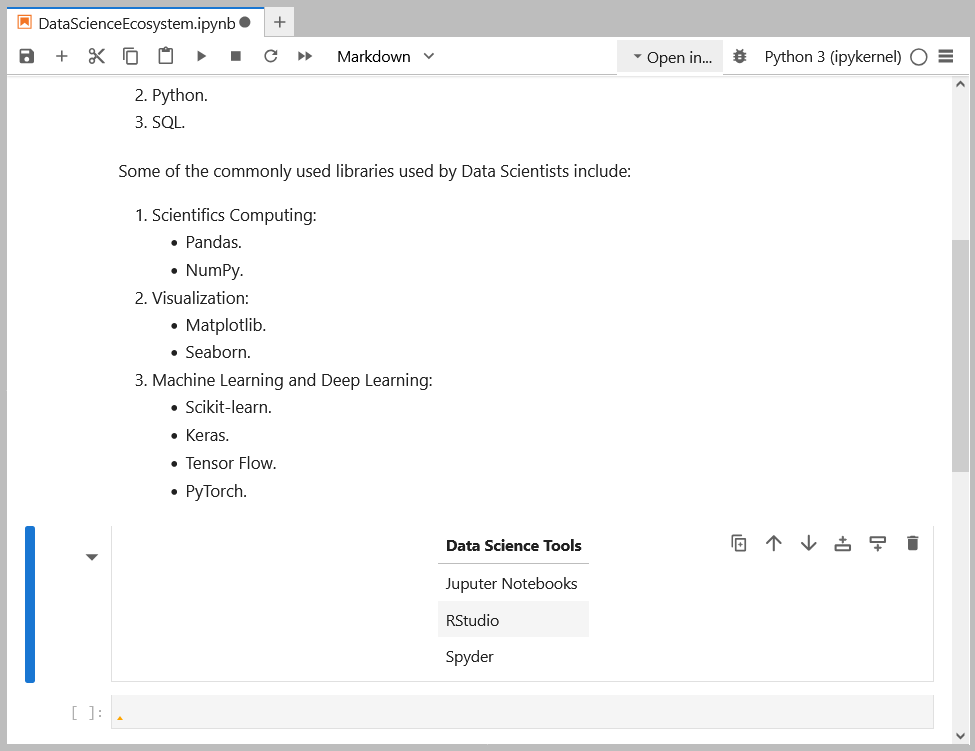 DataScienceEcosystem.ipynb
Markdown
Open in...
Python 3 (ipykernel)
2. Python.
3. SQL.
Some of the commonly used libraries used by Data Scientists include:
1. Scientifics Computing:
• Pandas.
• NumPy.
2. Visualization:
• Matplotlib.
• Seaborn.
3. Machine Learning and Deep Learning:
• Scikit-learn.
• Keras.
• Tensor Flow.
• PyTorch.
Data Science Tools
Juputer Notebooks
RStudio
Spyder
[ ]: